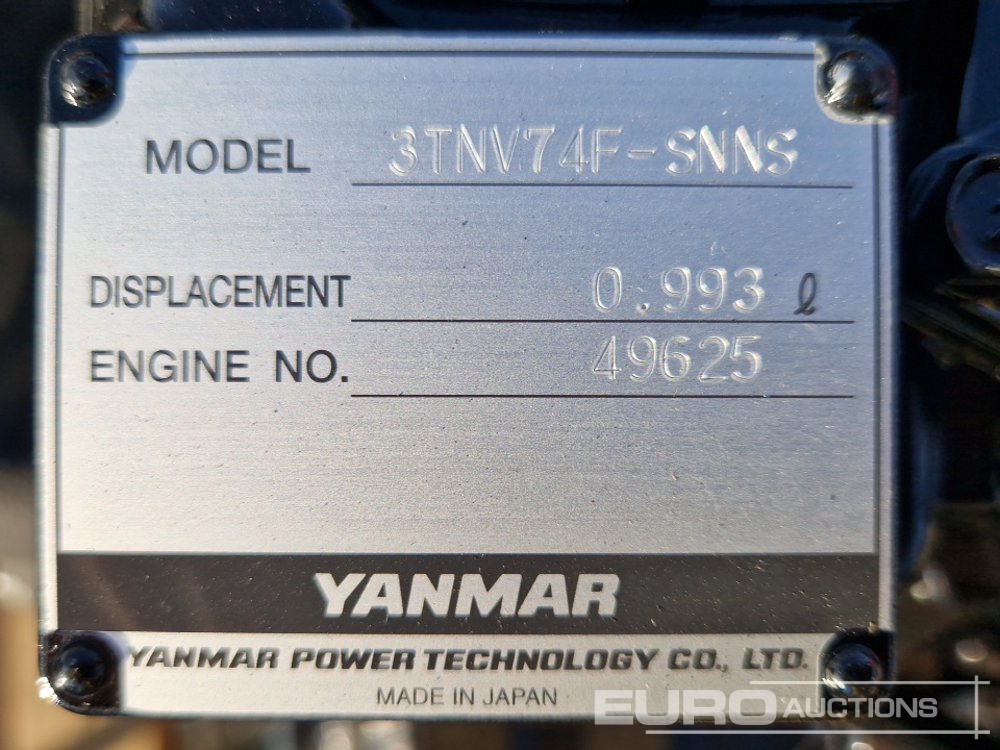 MODEL 3TNV74F-SNNS
DISPLACEMENT 0.993 ℓ
ENGINE NO. 49625
YANMAR
YANMAR POWER TECHNOLOGY CO., LTD.
MADE IN JAPAN
EURO AUCTIONS